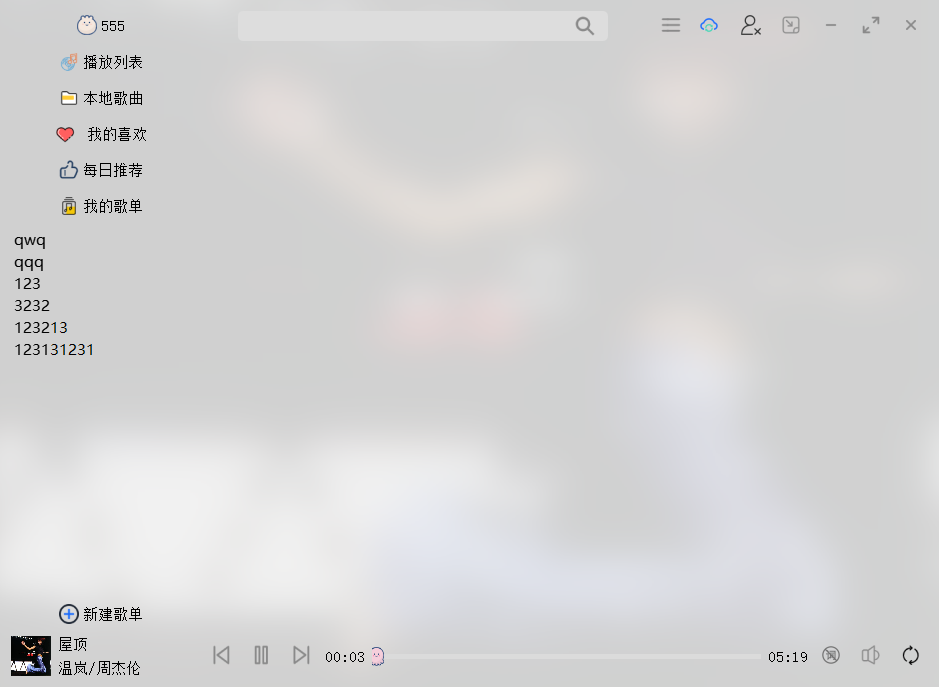 555
播放列表
本地歌曲
我的喜欢
每日推荐
我的歌单
qwq
qqq
123
3232
123213
123131231
新建歌单
屋顶
温岚/周杰伦
00:03
05:19